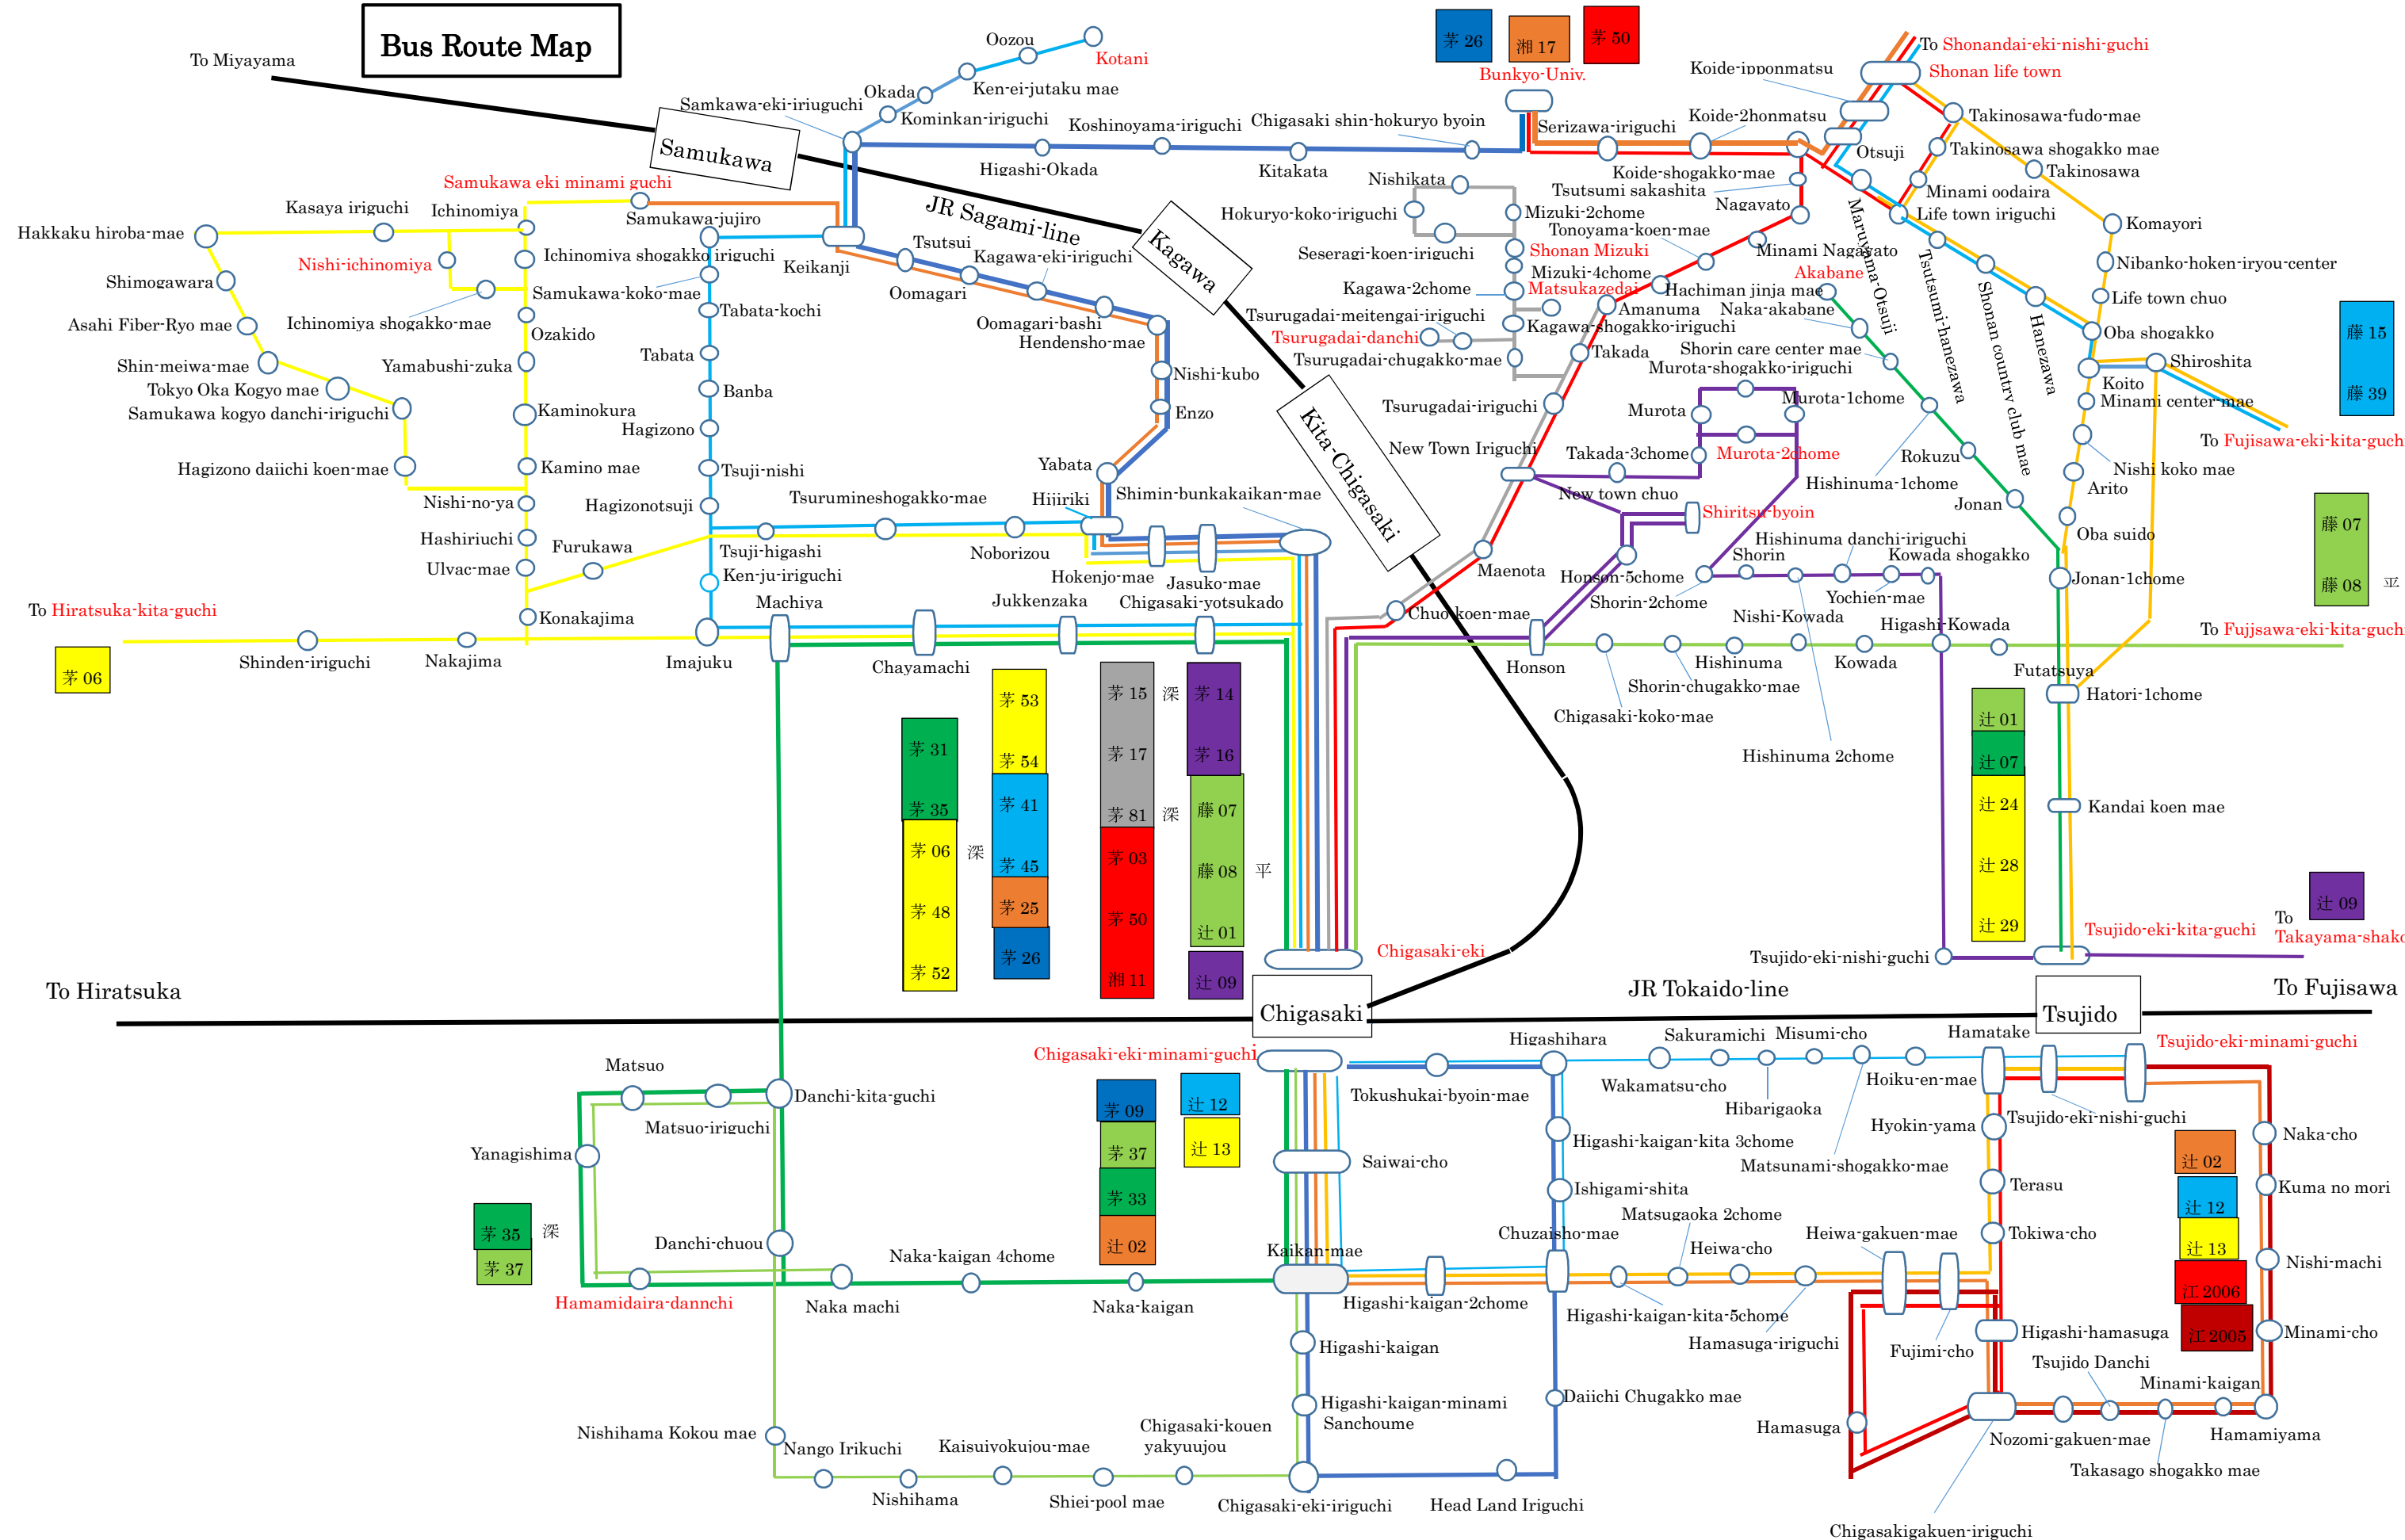 Bus Route Map
To Miyayama
Oozou
Kotani
Okada
Ken-ei-jutaku mae
Samkawa-eki-iriuguchi
Kominkan-iriguchi
Koshinoyama-iriguchi
Chigasaki shin-hokuryo byoin
茅 26
湘 17
茅 50
Bunkyo-Univ.
Serizawa-iriguchi
Koide-2honmatsu
Koide-ipponmatsu
To Shonandai-eki-nishi-guchi
Shonan life town
Takinosawa-fudo-mae
Otsuji
Takinosawa shogakko mae
Takinosawa
Samukawa
Higashi-Okada
Kitakata
Nishikata
Koide-shogakko-mae
Tsutsumi sakashita
Nagayato
Minami oodaira
Life town iriguchi
Samukawa eki minami guchi
Kasaya iriguchi
Ichinomiya
Samukawa-jujiro
JR Sagami-line
Hokuryo-koko-iriguchi
Mizuki-2chome
Tonoyama-koen-mae
Komayori
Hakkaku hiroba-mae
Nishi-ichinomiya
Ichinomiya shogakko iriguchi
Keikanji
Tsutsui
Kagawa-eki-iriguchi
Kagawa
Seseragi-koen-iriguchi
Shonan Mizuki
Minami Nagayato
Maruyama-Otsuji
Tsutsumi-hanezawa
Nibanko-hoken-iryou-center
Shimogawara
Samukawa-koko-mae
Oomagari
Mizuki-4chome
Kagawa-2chome
Matsukazedai
Akabane
Hachiman jinja mae
Shonan country club mae
Hanezawa
Life town chuo
Asahi Fiber-Ryo mae
Ichinomiya shogakko-mae
Ozakido
Tabata-kochi
Oomagari-bashi
Hendensho-mae
Tsurugadai-meitengai-iriguchi
Amanuma
Naka-akabane
Kagawa-shogakko-iriguchi
Tsurugadai-danchi
Oba shogakko
藤 15
藤 39
Shin-meiwa-mae
Yamabushi-zuka
Tabata
Tsurugadai-chugakko-mae
Takada
Shorin care center mae
Murota-shogakko-iriguchi
Shiroshita
Koito
Tokyo Oka Kogyo mae
Banba
Nishi-kubo
Samukawa kogyo danchi-iriguchi
Kaminokura
Enzo
Kita-Chigasaki
Tsurugadai-iriguchi
Murota
Murota-1chome
Minami center-mae
Hagizono
To Fujisawa-eki-kita-guch
Hagizono daiichi koen-mae
Kamino mae
Tsuji-nishi
Yabata
New Town Iriguchi
Takada-3chome
Murota-2chome
Rokuzu
Nishi koko mae
Hishinuma-1chome
Arito
Nishi-no-ya
Hagizonotsuji
Tsurumineshogakko-mae
Hijiriki
Shimin-bunkakaikan-mae
New town chuo
Shiritsu-byoin
Jonan
藤 07
藤 08
平
Oba suido
Hashiriuchi
Furukawa
Tsuji-higashi
Noborizou
Hishinuma danchi-iriguchi
Shorin
Kowada shogakko
Ulvac-mae
Ken-ju-iriguchi
Hokenjo-mae
Jasuko-mae
Maenota
Honson-5chome
Jonan-1chome
To Hiratsuka-kita-guchi
Konakajima
Machiya
Jukkenzaka
Chigasaki-yotsukado
Chuo koen-mae
Shorin-2chome
Yochien-mae
Nishi-Kowada
Higashi-Kowada
To Fujjsawa-eki-kita-guch
Shinden-iriguchi
Nakajima
Imajuku
Chayamachi
Honson
Hishinuma
Kowada
Futatsuya
茅 06
Shorin-chugakko-mae
Chigasaki-koko-mae
Hatori-1chome
Hishinuma 2chome
茅 31
茅 35
茅 06
深
茅 48
茅 52
茅 53
茅 54
茅 41
茅 45
茅 25
茅 26
茅 15
深
茅 17
茅 81
深
茅 03
茅 50
湘 11
茅 14
茅 16
藤 07
藤 08
平
辻 01
辻 09
辻 01
辻 07
辻 24
辻 28
辻 29
Kandai koen mae
辻 09
Chigasaki-eki
Tsujido-eki-nishi-guchi
Tsujido-eki-kita-guchi
To
Takayama-shako
To Hiratsuka
Chigasaki
JR Tokaido-line
Tsujido
To Fujisawa
Matsuo
Chigasaki-eki-minami-guchi
Higashihara
Sakuramichi
Misumi-cho
Hamatake
Tsujido-eki-minami-guchi
Danchi-kita-guchi
Tokushukai-byoin-mae
Wakamatsu-cho
Hibarigaoka
Hoiku-en-mae
Tsujido-eki-nishi-guchi
Matsuo-iriguchi
茅 09
茅 37
茅 33
辻 02
辻 12
辻 13
Higashi-kaigan-kita 3chome
Hyokin-yama
Naka-cho
Yanagishima
Saiwai-cho
Matsunami-shogakko-mae
辻 02
辻 12
辻 13
江 2006
江 2005
Ishigami-shita
Terasu
Kuma no mori
茅 35
深
茅 37
Matsugaoka 2chome
Danchi-chuou
Naka-kaigan 4chome
Kaikan-mae
Chuzaisho-mae
Heiwa-cho
Heiwa-gakuen-mae
Tokiwa-cho
Nishi-machi
Hamamidaira-dannchi
Naka machi
Naka-kaigan
Higashi-kaigan-2chome
Higashi-kaigan-kita-5chome
Hamasuga-iriguchi
Fujimi-cho
Higashi-hamasuga
Minami-cho
Higashi-kaigan
Tsujido Danchi
Minami-kaigan
Higashi-kaigan-minami
Sanchoume
Daiichi Chugakko mae
Hamasuga
Nishihama Kokou mae
Nango Irikuchi
Kaisuiyokujou-mae
Chigasaki-kouen
yakyuujou
Nozomi-gakuen-mae
Hamamiyama
Takasago shogakko mae
Nishihama
Shiei-pool mae
Chigasaki-eki-iriguchi
Head Land Iriguchi
Chigasakigakuen-iriguchi